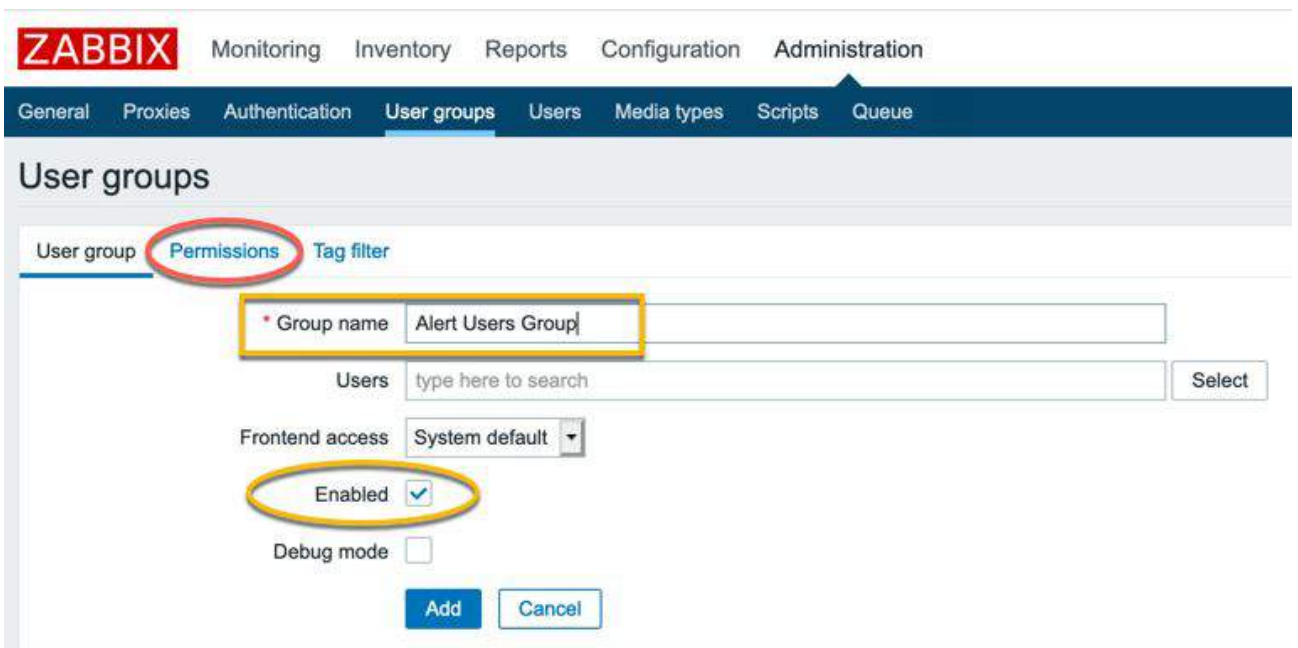 ZABBIX Monitoring Inventory Reports Configuration Administration
General Proxies Authentication User groups Users Media types Scripts Queue
User groups
User group Permissions Tag filter
* Group name Alert Users Group
Users type here to search Select
Frontend access System default
Enabled
Debug mode
Add Cancel